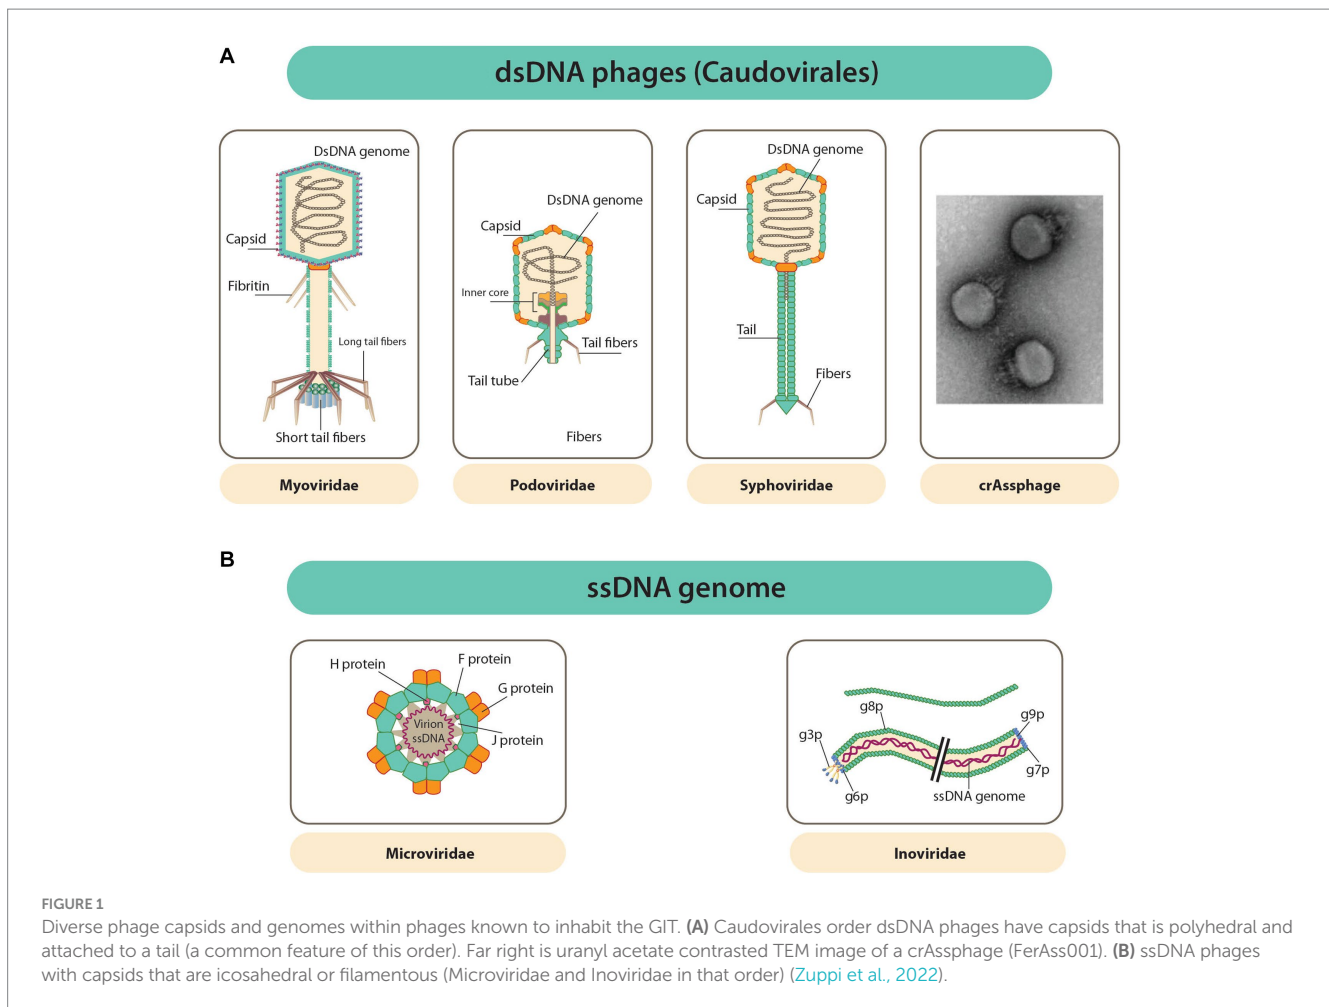 A
dsDNA phages (Caudovirales)
DsDNA genome
Capsid
Fibritin
Long tail fibers
Short tail fibers
Myoviridae
DsDNA genome
Capsid
Inner core
Tail fibers
Tail tube
Fibers
Podoviridae
DsDNA genome
Capsid
Tail
Fibers
Syphoviridae
crAssphage
B
ssDNA genome
H protein
F protein
G protein
Virion
ssDNA
J protein
Microviridae
g8p
g9p
g3p
g7p
g6p
ssDNA genome
Inoviridae
FIGURE 1
Diverse phage capsids and genomes within phages known to inhabit the GIT. (A) Caudovirales order dsDNA phages have capsids that is polyhedral and
attached to a tail (a common feature of this order). Far right is uranyl acetate contrasted TEM image of a crAssphage (FerAss001). (B) ssDNA phages
with capsids that are icosahedral or filamentous (Microviridae and Inoviridae in that order) (Zuppi et al., 2022).